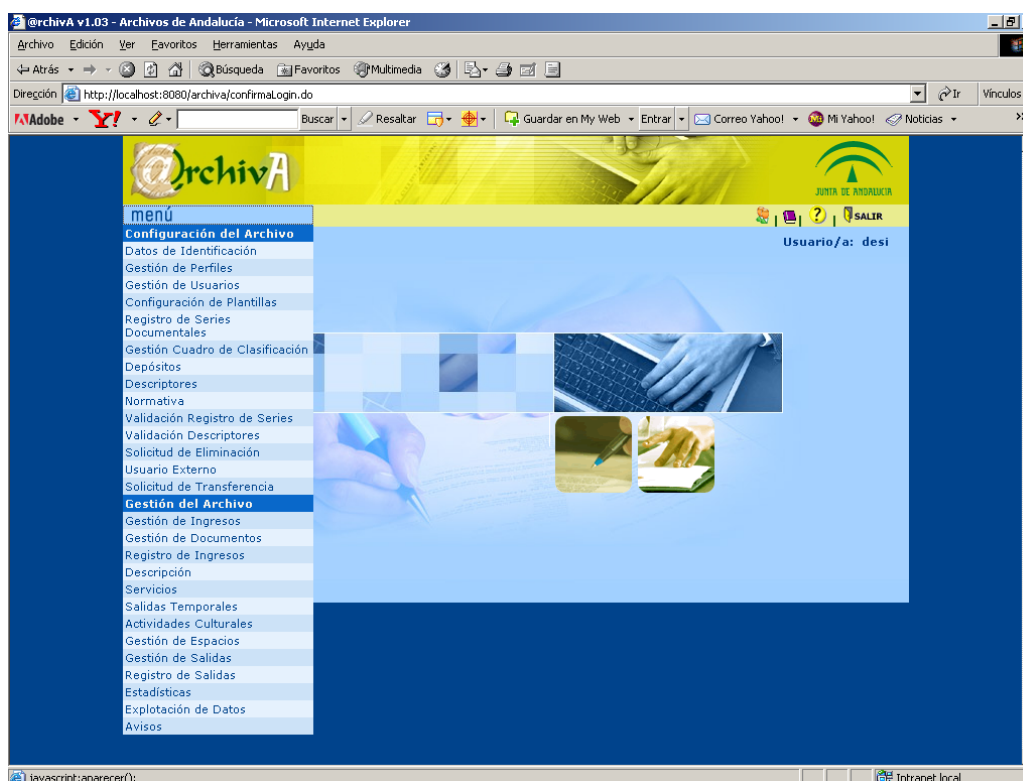 @rchivA v1.03 - Archivos de Andalucía - Microsoft Internet Explorer
Archivo Edición Ver Favoritos Herramientas Ayuda
Atrás Búsqueda Favoritos Multimedia
Dirección http://localhost:8080/archiva/confirmaLogin.do Ir Vínculos
Adobe Y! Buscar Resaltar Guardar en My Web Entrar Correo Yahoo! Mi Yahoo! Noticias
@rchivA
JUNTA DE ANDALUCIA
menú
SALIR
Usuario/a: desi
Configuración del Archivo
Datos de Identificación
Gestión de Perfiles
Gestión de Usuarios
Configuración de Plantillas
Registro de Series
Documentales
Gestión Cuadro de Clasificación
Depósitos
Descriptores
Normativa
Validación Registro de Series
Validación Descriptores
Solicitud de Eliminación
Usuario Externo
Solicitud de Transferencia
Gestión del Archivo
Gestión de Ingresos
Gestión de Documentos
Registro de Ingresos
Descripción
Servicios
Salidas Temporales
Actividades Culturales
Gestión de Espacios
Gestión de Salidas
Registro de Salidas
Estadísticas
Explotación de Datos
Avisos
javascript:aparecer(); Intranet local